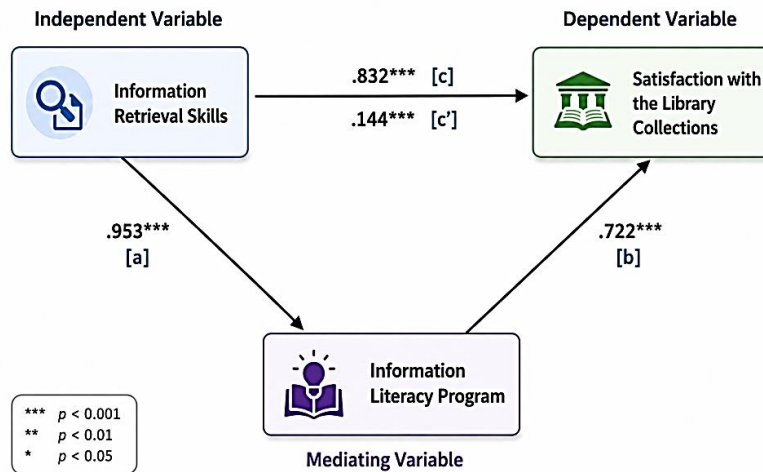 Independent Variable
Dependent Variable
Information
Retrieval Skills
.832*** [c]
.144*** [c']
Satisfaction with
the Library
Collections
.953***
[a]
.722***
[b]
Information
Literacy Program
Mediating Variable
*** p < 0.001
** p < 0.01
* p < 0.05